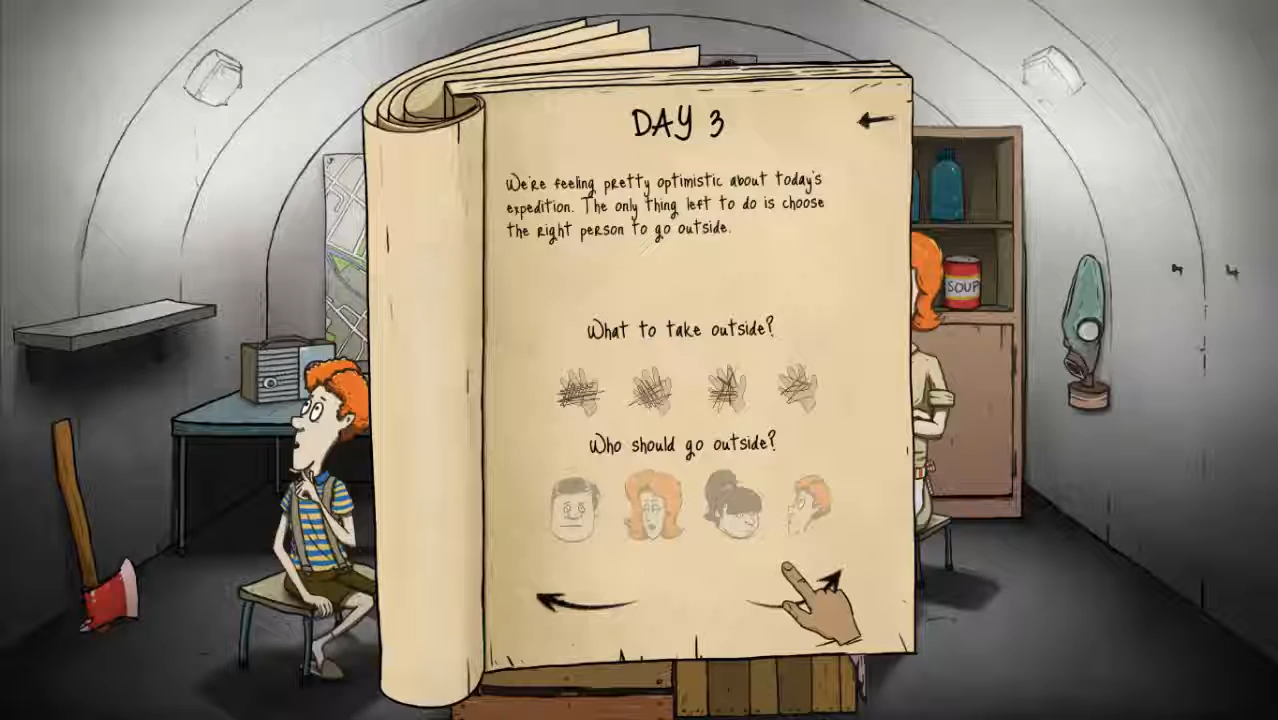 DAY 3
We're feeling pretty optimistic about today's
expedition. The only thing left to do is choose
the right person to go outside.
What to take outside?
Who should go outside?
SOUP